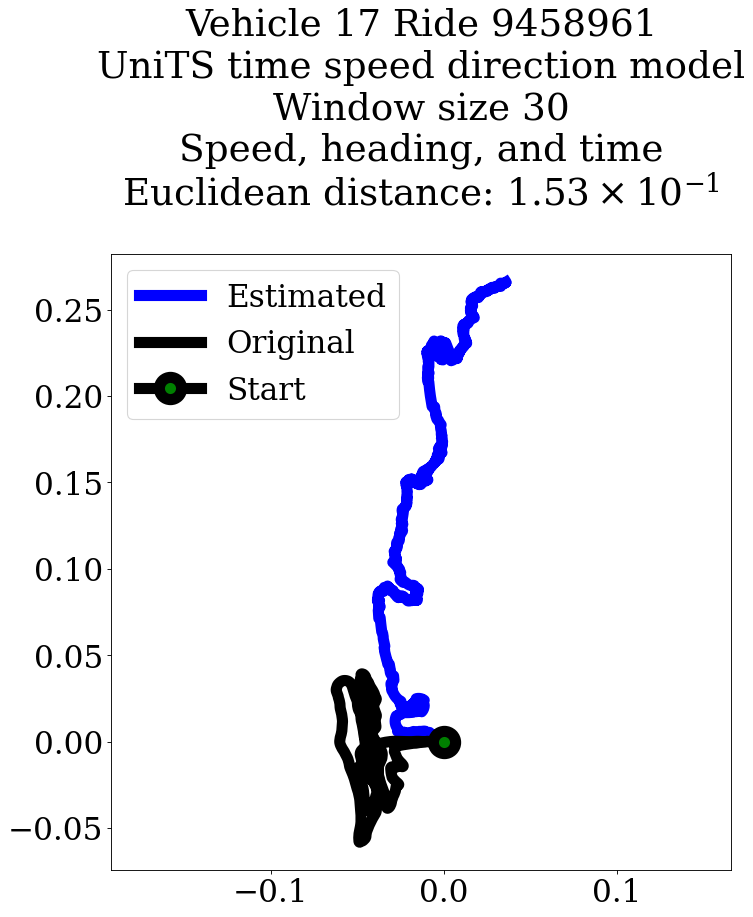 Vehicle 17 Ride 9458961
UniTS time speed direction model
Window size 30
Speed, heading, and time
Euclidean distance: 1.53 × 10⁻¹
Estimated
Original
Start
0.25
0.20
0.15
0.10
0.05
0.00
−0.05
−0.1 0.0 0.1